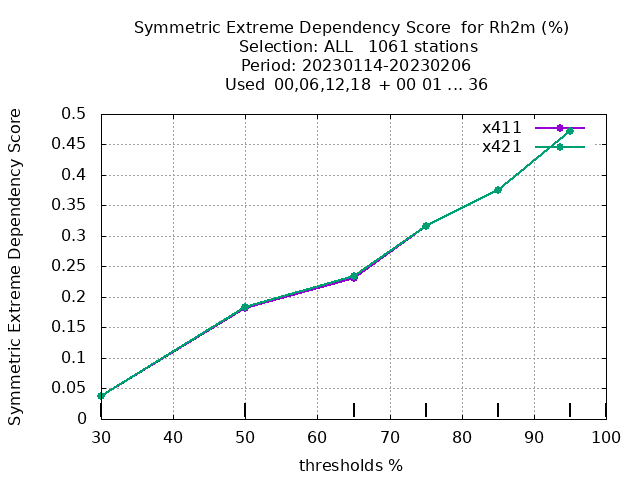 Symmetric Extreme Dependency Score  for Rh2m (%)
Selection: ALL   1061 stations
Period: 20230114-20230206
Used  00,06,12,18  + 00 01 ... 36
Symmetric Extreme Dependency Score
0.5
0.45
0.4
0.35
0.3
0.25
0.2
0.15
0.1
0.05
0
x411
x421
30 40 50 60 70 80 90 100
thresholds %